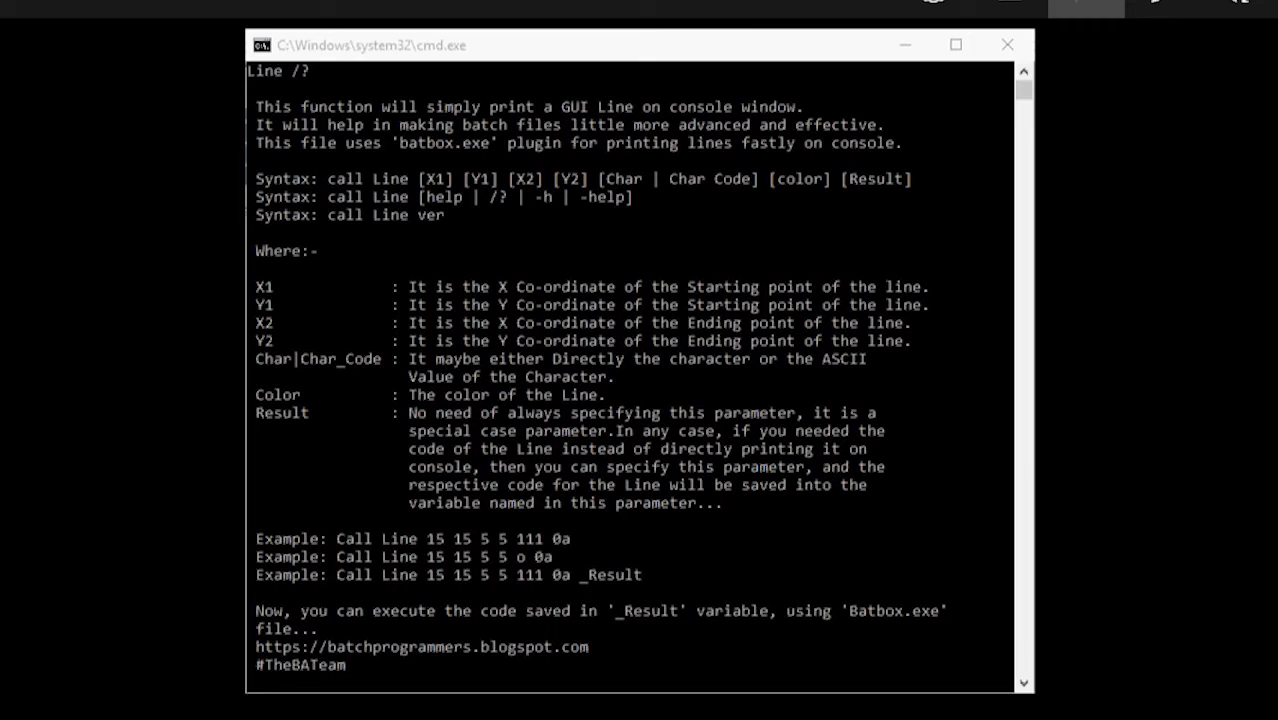 C:\Windows\system32\cmd.exe
Line /?
This function will simply print a GUI Line on console window.
It will help in making batch files little more advanced and effective.
This file uses 'batbox.exe' plugin for printing lines fastly on console.
Syntax: call Line [X1] [Y1] [X2] [Y2] [Char | Char Code] [color] [Result]
Syntax: call Line [help | /? | -h | -help]
Syntax: call Line ver
Where:-
X1 : It is the X Co-ordinate of the Starting point of the line.
Y1 : It is the Y Co-ordinate of the Starting point of the line.
X2 : It is the X Co-ordinate of the Ending point of the line.
Y2 : It is the Y Co-ordinate of the Ending point of the line.
Char|Char_Code : It maybe either Directly the character or the ASCII
Value of the Character.
Color : The color of the Line.
Result : No need of always specifying this parameter, it is a
special case parameter.In any case, if you needed the
code of the Line instead of directly printing it on
console, then you can specify this parameter, and the
respective code for the Line will be saved into the
variable named in this parameter...
Example: Call Line 15 15 5 5 111 0a
Example: Call Line 15 15 5 5 o 0a
Example: Call Line 15 15 5 5 111 0a _Result
Now, you can execute the code saved in '_Result' variable, using 'Batbox.exe'
file...
https://batchprogrammers.blogspot.com
#TheBATeam